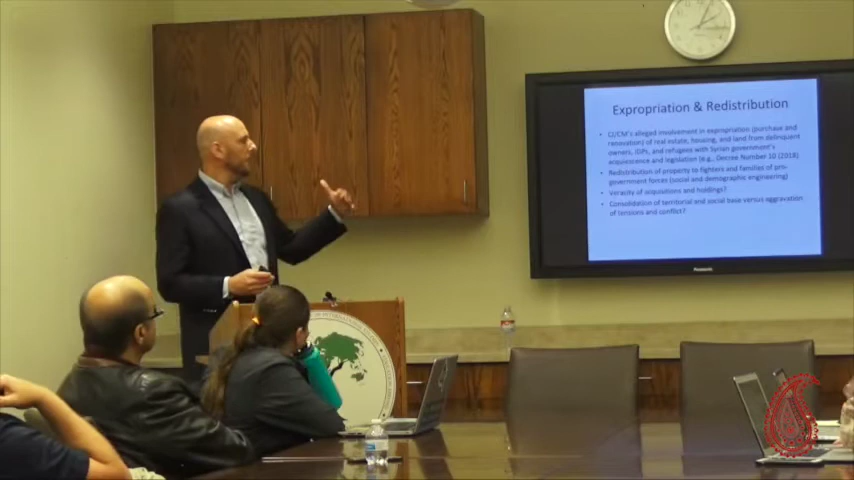 Expropriation & Redistribution
• CJ/CM's alleged involvement in expropriation (purchase and
renovation) of real estate, housing, and land from delinquent
owners, IDPs, and refugees with Syrian government's
acquiescence and legislation (e.g., Decree Number 10 (2018)
• Redistribution of property to fighters and families of pro-
government forces (social and demographic engineering)
• Veracity of acquisitions and holdings?
• Consolidation of territorial and social base versus aggravation
of tensions and conflict?
Panasonic
OF INTERNATIONAL